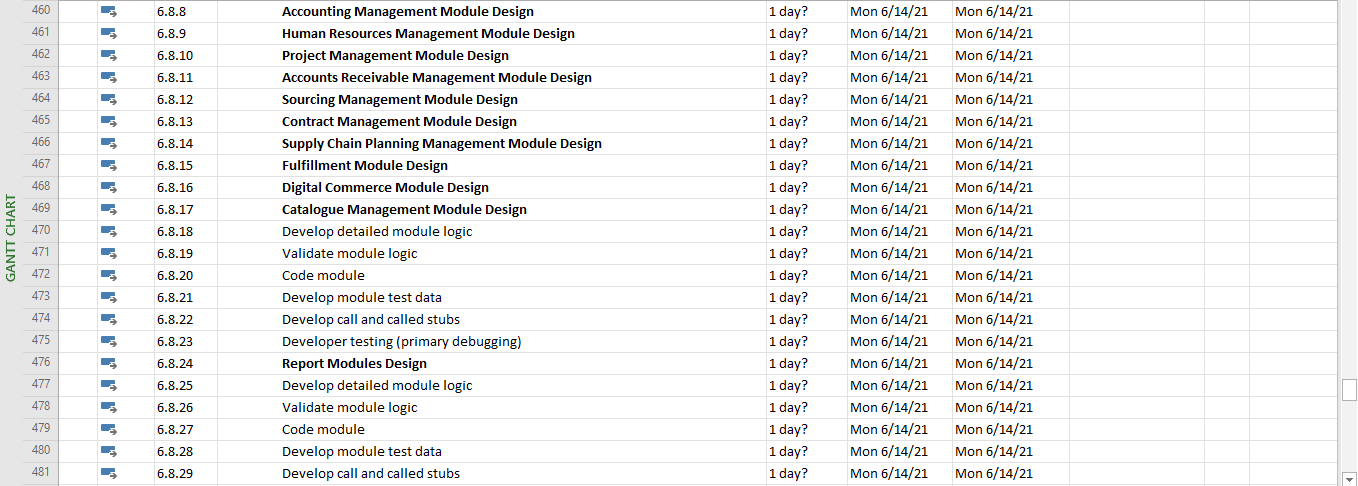 460 6.8.8 Accounting Management Module Design 1 day? Mon 6/14/21 Mon 6/14/21
461 6.8.9 Human Resources Management Module Design 1 day? Mon 6/14/21 Mon 6/14/21
462 6.8.10 Project Management Module Design 1 day? Mon 6/14/21 Mon 6/14/21
463 6.8.11 Accounts Receivable Management Module Design 1 day? Mon 6/14/21 Mon 6/14/21
464 6.8.12 Sourcing Management Module Design 1 day? Mon 6/14/21 Mon 6/14/21
465 6.8.13 Contract Management Module Design 1 day? Mon 6/14/21 Mon 6/14/21
466 6.8.14 Supply Chain Planning Management Module Design 1 day? Mon 6/14/21 Mon 6/14/21
467 6.8.15 Fulfillment Module Design 1 day? Mon 6/14/21 Mon 6/14/21
468 6.8.16 Digital Commerce Module Design 1 day? Mon 6/14/21 Mon 6/14/21
469 6.8.17 Catalogue Management Module Design 1 day? Mon 6/14/21 Mon 6/14/21
470 6.8.18 Develop detailed module logic 1 day? Mon 6/14/21 Mon 6/14/21
471 6.8.19 Validate module logic 1 day? Mon 6/14/21 Mon 6/14/21
472 6.8.20 Code module 1 day? Mon 6/14/21 Mon 6/14/21
473 6.8.21 Develop module test data 1 day? Mon 6/14/21 Mon 6/14/21
474 6.8.22 Develop call and called stubs 1 day? Mon 6/14/21 Mon 6/14/21
475 6.8.23 Developer testing (primary debugging) 1 day? Mon 6/14/21 Mon 6/14/21
476 6.8.24 Report Modules Design 1 day? Mon 6/14/21 Mon 6/14/21
477 6.8.25 Develop detailed module logic 1 day? Mon 6/14/21 Mon 6/14/21
478 6.8.26 Validate module logic 1 day? Mon 6/14/21 Mon 6/14/21
479 6.8.27 Code module 1 day? Mon 6/14/21 Mon 6/14/21
480 6.8.28 Develop module test data 1 day? Mon 6/14/21 Mon 6/14/21
481 6.8.29 Develop call and called stubs 1 day? Mon 6/14/21 Mon 6/14/21
GANTT CHART